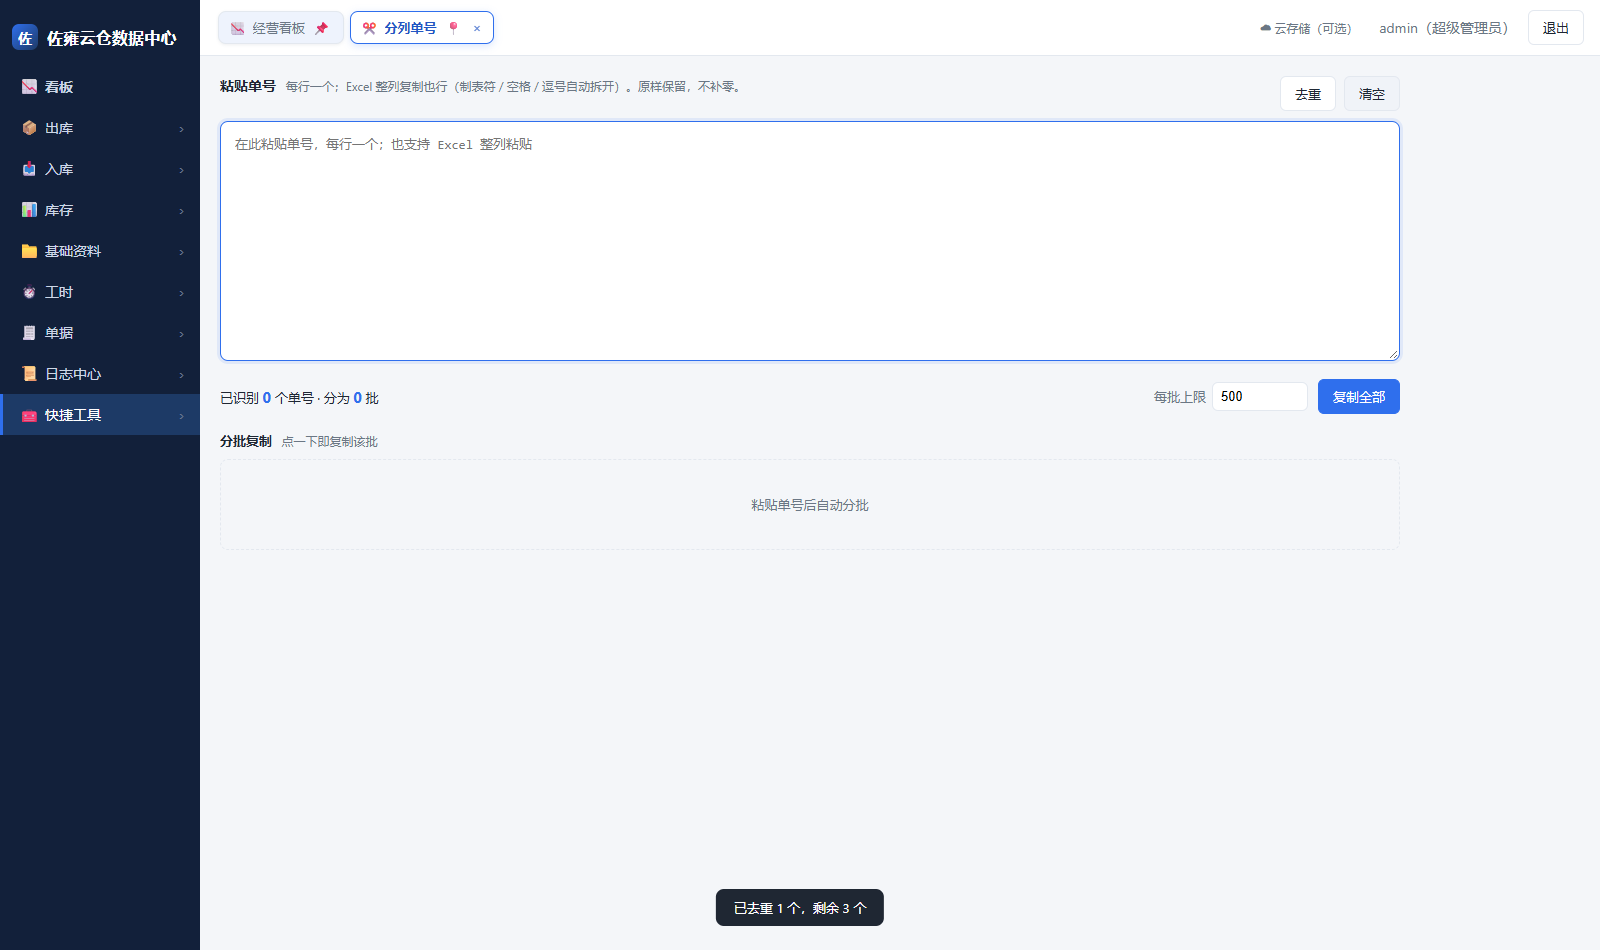 佐 佐雍云仓数据中心
看板
出库
入库
库存
基础资料
工时
单据
日志中心
快捷工具
经营看板
分列单号 ×
云存储（可选）
admin（超级管理员）
退出
粘贴单号 每行一个；Excel 整列复制也行（制表符 / 空格 / 逗号自动拆开）。原样保留，不补零。
去重
清空
在此粘贴单号，每行一个；也支持 Excel 整列粘贴
已识别 0 个单号 · 分为 0 批
每批上限 500
复制全部
分批复制 点一下即复制该批
粘贴单号后自动分批
已去重 1 个，剩余 3 个